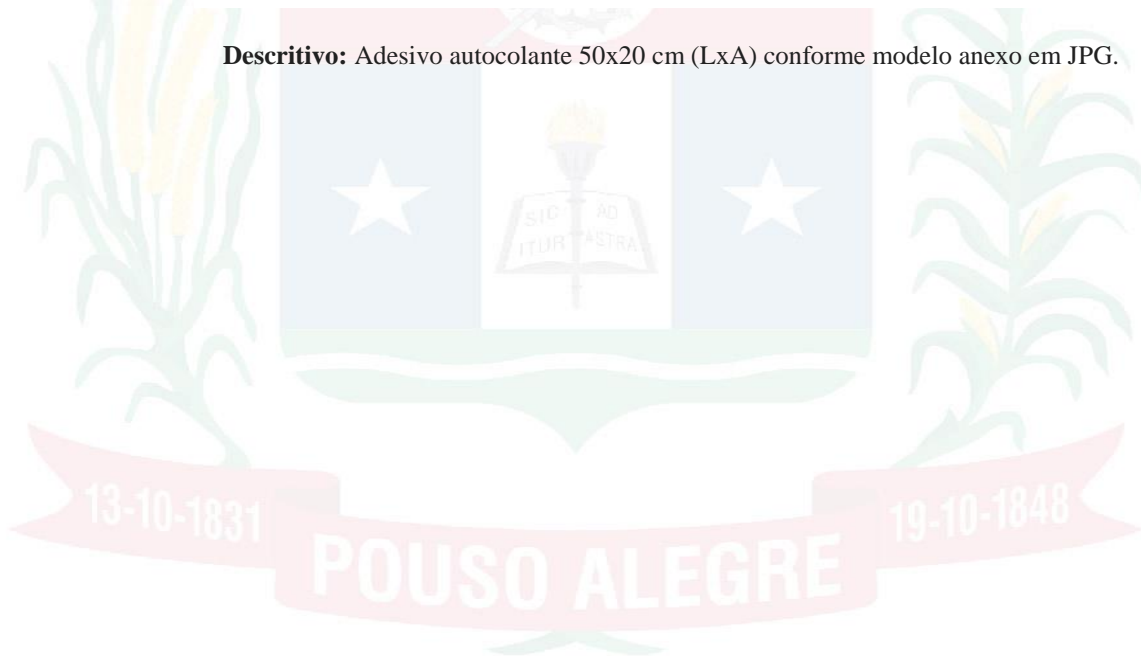 Descritivo: Adesivo autocolante 50x20 cm (LxA) conforme modelo anexo em JPG.
SIC AD
ITUR ASTRA
13-10-1831
19-10-1848
POUSO ALEGRE